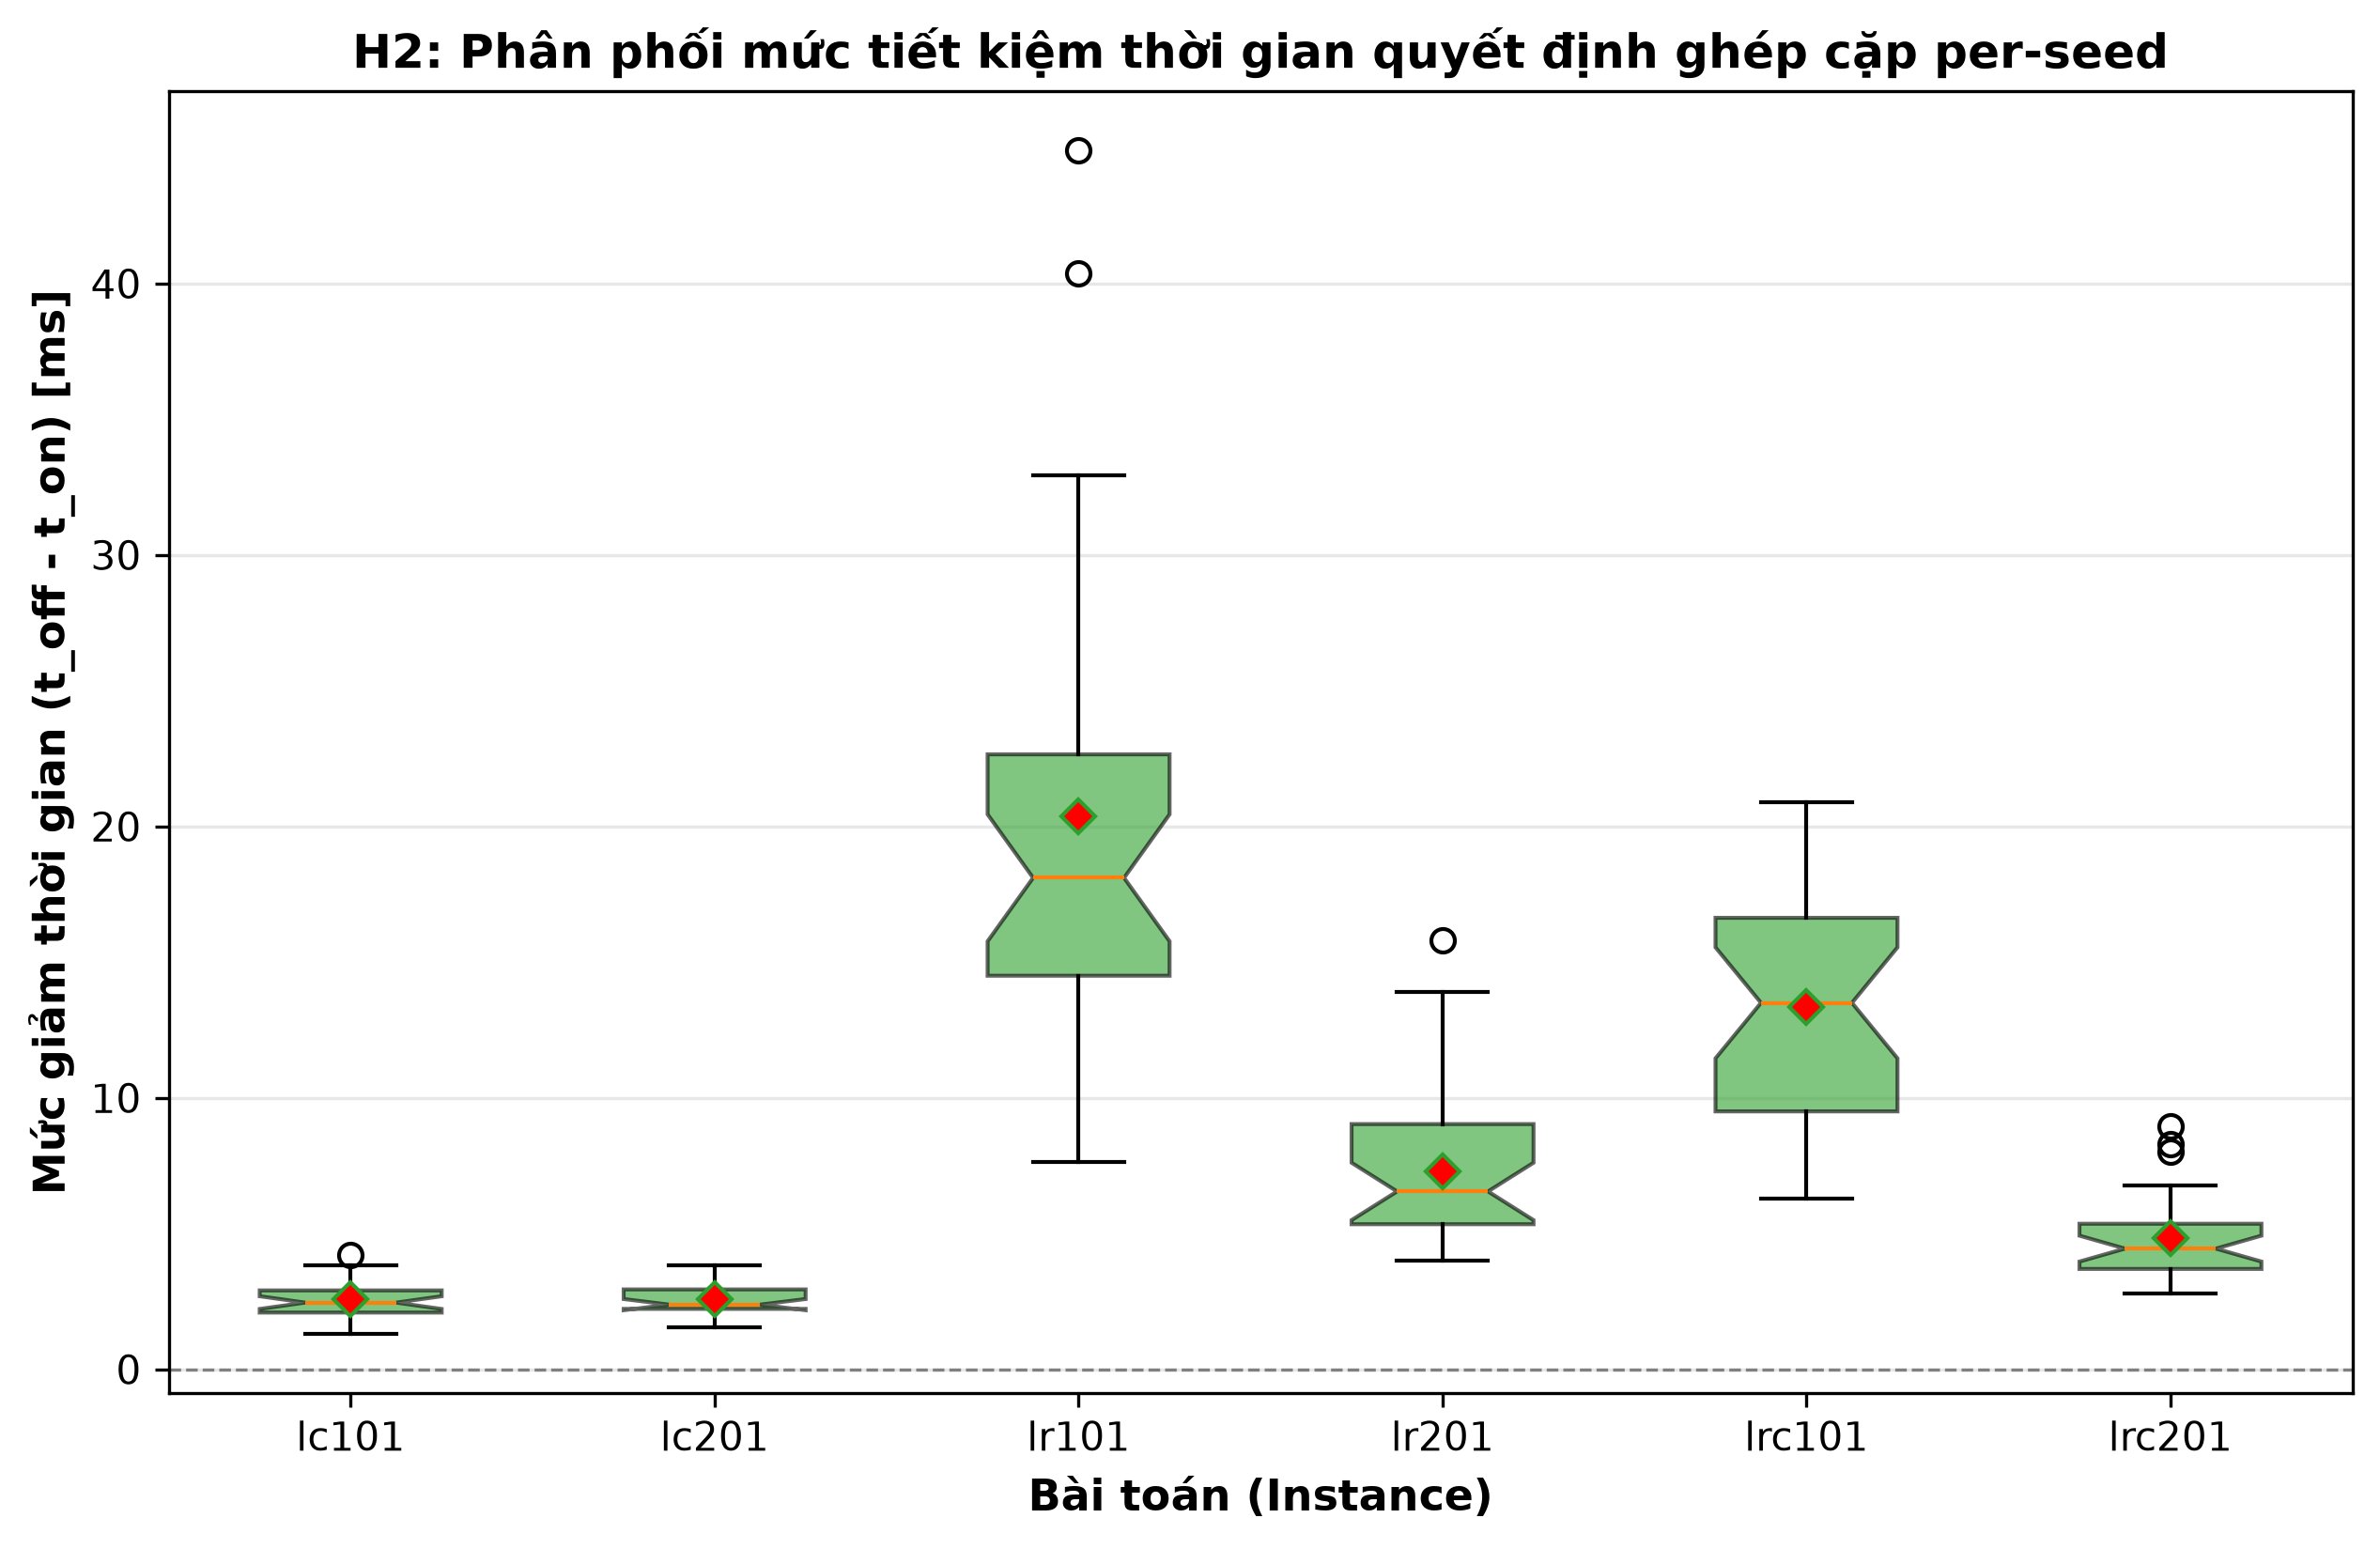 H2: Phân phối mức tiết kiệm thời gian quyết định ghép cặp per-seed
Mức giảm thời gian (t_off - t_on) [ms]
40
30
20
10
0
lc101
lc201
lr101
lr201
lrc101
lrc201
Bài toán (Instance)